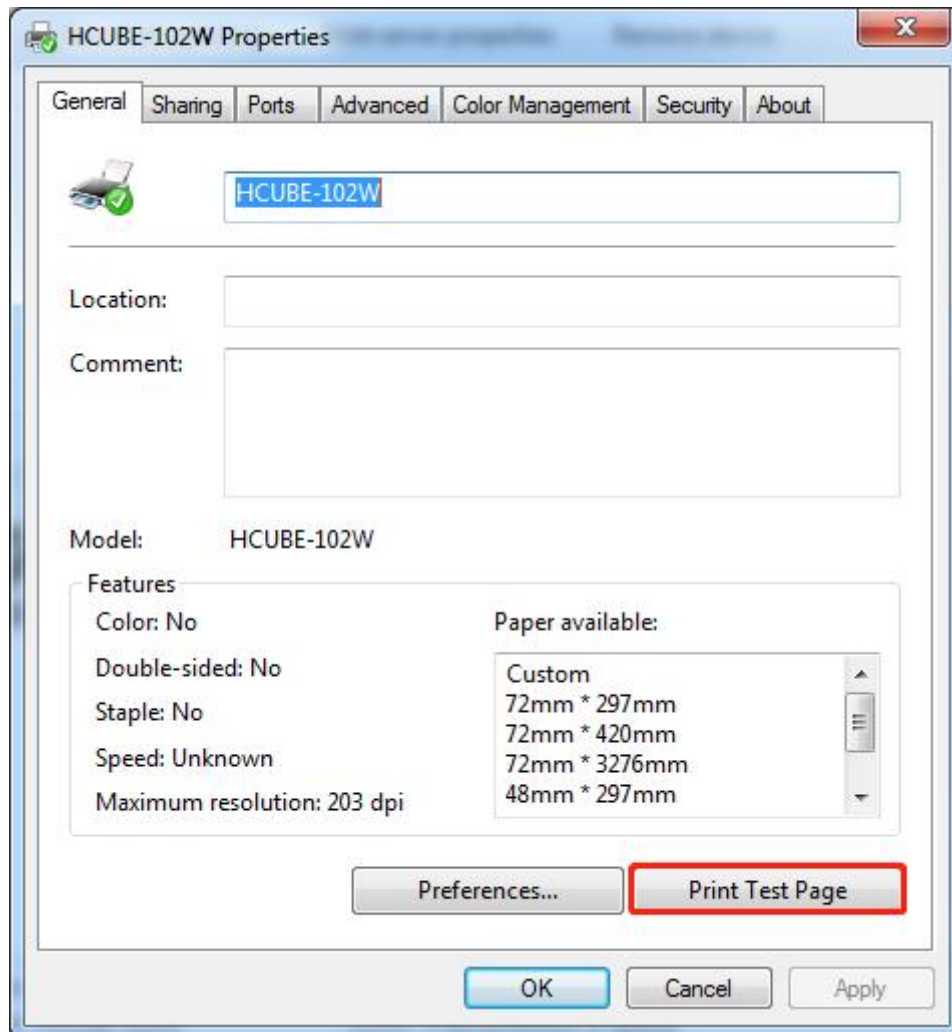 HCUBE-102W Properties
General Sharing Ports Advanced Color Management Security About
HCUBE-102W
Location:
Comment:
Model: HCUBE-102W
Features
Color: No
Double-sided: No
Staple: No
Speed: Unknown
Maximum resolution: 203 dpi
Paper available:
Custom
72mm * 297mm
72mm * 420mm
72mm * 3276mm
48mm * 297mm
Preferences... Print Test Page
OK Cancel Apply